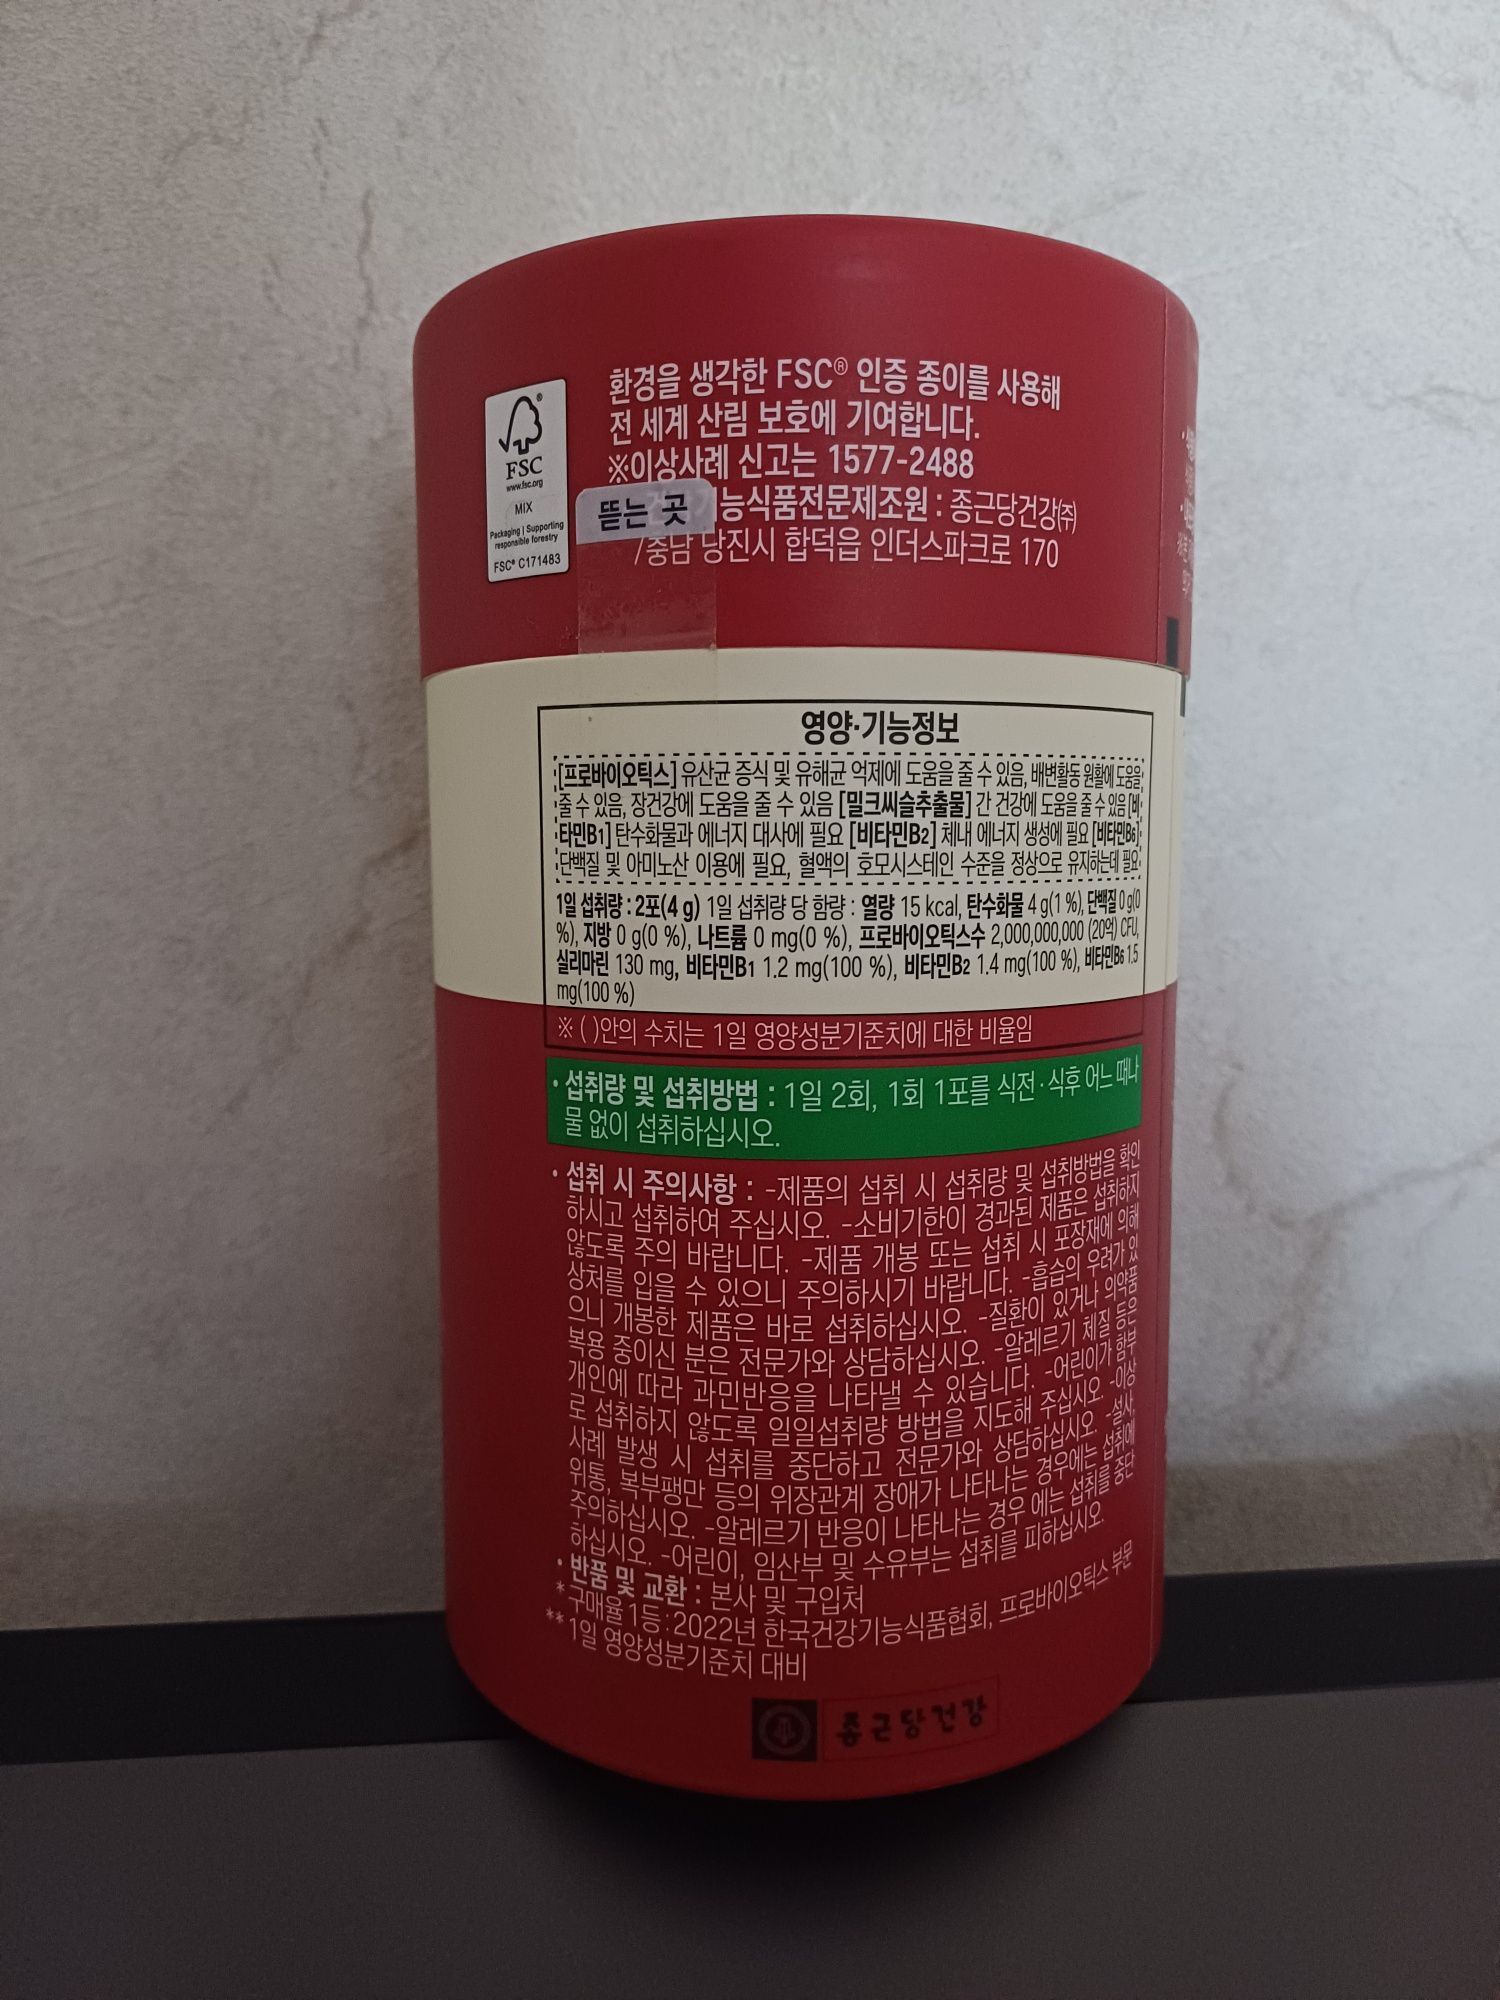 환경을 생각한 FSC® 인증 종이를 사용해
전 세계 산림 보호에 기여합니다.
※이상사례 신고는 1577-2488
능식품전문제조원 : 종근당건강㈜
/충남 당진시 합덕읍 인더스파크로 170
뜯는 곳
FSC
www.fsc.org
MIX
Packaging | Supporting
responsible forestry
FSC® C171483
영양·기능정보
[프로바이오틱스] 유산균 증식 및 유해균 억제에 도움을 줄 수 있음, 배변활동 원활에 도움을
줄 수 있음, 장건강에 도움을 줄 수 있음 [밀크씨슬추출물] 간 건강에 도움을 줄 수 있음 [비
타민B1] 탄수화물과 에너지 대사에 필요 [비타민B2] 체내 에너지 생성에 필요 [비타민B6]
단백질 및 아미노산 이용에 필요, 혈액의 호모시스테인 수준을 정상으로 유지하는데 필요
1일 섭취량 : 2포(4 g) 1일 섭취량 당 함량 : 열량 15 kcal, 탄수화물 4 g(1 %), 단백질 0 g(0
%), 지방 0 g(0 %), 나트륨 0 mg(0 %), 프로바이오틱스수 2,000,000,000 (20억) CFU,
실리마린 130 mg, 비타민B1 1.2 mg(100 %), 비타민B2 1.4 mg(100 %), 비타민B6 1.5
mg(100 %)
※ ( )안의 수치는 1일 영양성분기준치에 대한 비율임
• 섭취량 및 섭취방법 : 1일 2회, 1회 1포를 식전·식후 어느 때나
물 없이 섭취하십시오.
• 섭취 시 주의사항 : -제품의 섭취 시 섭취량 및 섭취방법을 확인
하시고 섭취하여 주십시오. -소비기한이 경과된 제품은 섭취하지
않도록 주의 바랍니다. -제품 개봉 또는 섭취 시 포장재에 의해
상처를 입을 수 있으니 주의하시기 바랍니다. -흡습의 우려가 있
으니 개봉한 제품은 바로 섭취하십시오. -질환이 있거나 의약품
복용 중이신 분은 전문가와 상담하십시오. -알레르기 체질 등은
개인에 따라 과민반응을 나타낼 수 있습니다. -어린이가 함부
로 섭취하지 않도록 일일섭취량 방법을 지도해 주십시오 -이상
사례 발생 시 섭취를 중단하고 전문가와 상담하십시오. -설사,
위통, 복부팽만 등의 위장관계 장애가 나타나는 경우에는 섭취에
주의하십시오. -알레르기 반응이 나타나는 경우 에는 섭취를 중단
하십시오. -어린이, 임산부 및 수유부는 섭취를 피하십시오.
• 반품 및 교환 : 본사 및 구입처
* 구매율 1등: 2022년 한국건강기능식품협회, 프로바이오틱스 부문
** 1일 영양성분기준치 대비
종근당건강